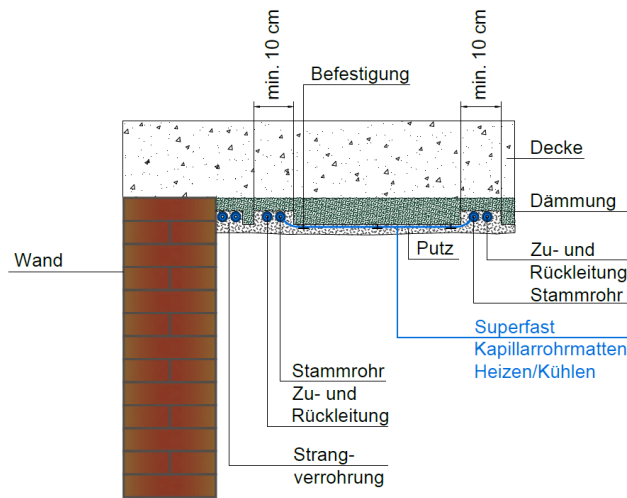 min. 10 cm
min. 10 cm
Befestigung
Decke
Dämmung
Wand
Putz
Zu- und
Rückleitung
Stammrohr
Superfast
Kapillarrohrmatten
Heizen/Kühlen
Stammrohr
Zu- und
Rückleitung
Strang-
verrohrung